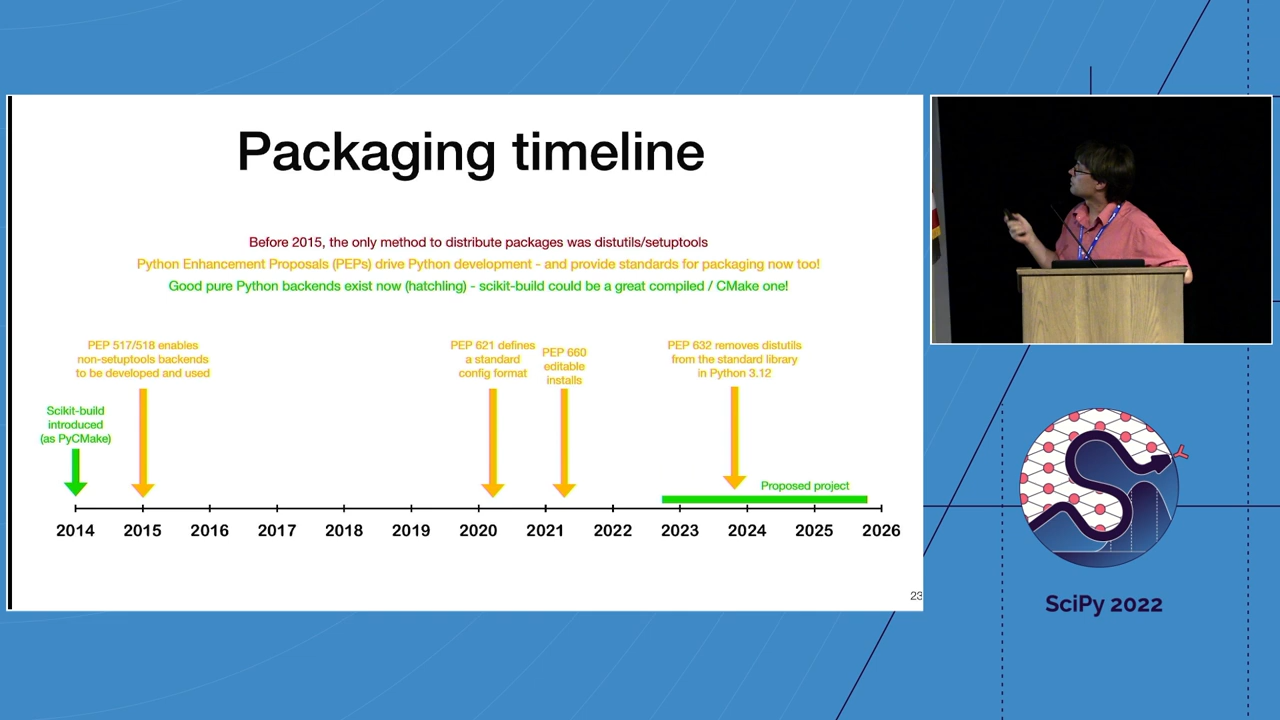 Packaging timeline
Before 2015, the only method to distribute packages was distutils/setuptools
Python Enhancement Proposals (PEPs) drive Python development - and provide standards for packaging now too!
Good pure Python backends exist now (hatchling) - scikit-build could be a great compiled / CMake one!
PEP 517/518 enables
non-setuptools backends
to be developed and used
PEP 621 defines
a standard
config format
PEP 660
editable
installs
PEP 632 removes distutils
from the standard library
in Python 3.12
Scikit-build
introduced
(as PyCMake)
Proposed project
2014 2015 2016 2017 2018 2019 2020 2021 2022 2023 2024 2025 2026
23
SciPy 2022